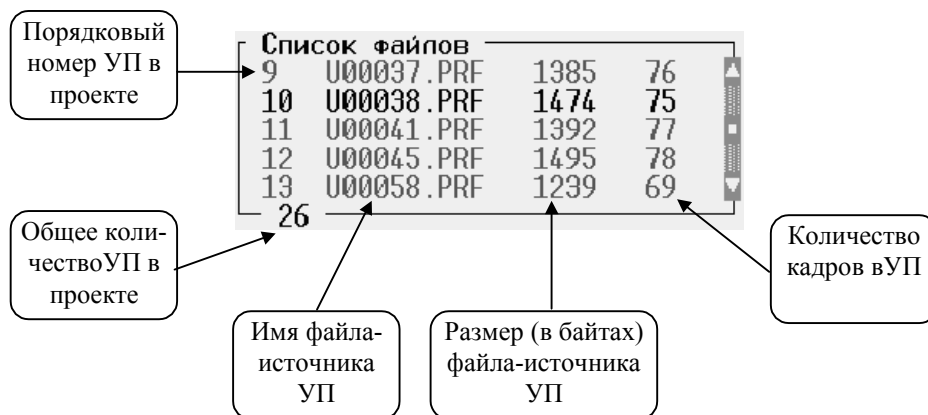 Порядковый
номер УП в
проекте
Список файлов
9 U00037.PRF 1385 76
10 U00038.PRF 1474 75
11 U00041.PRF 1392 77
12 U00045.PRF 1495 78
13 U00058.PRF 1239 69
26
Общее коли-
чествоУП в
проекте
Имя файла-
источника
УП
Размер (в байтах)
файла-источника
УП
Количество
кадров вУП